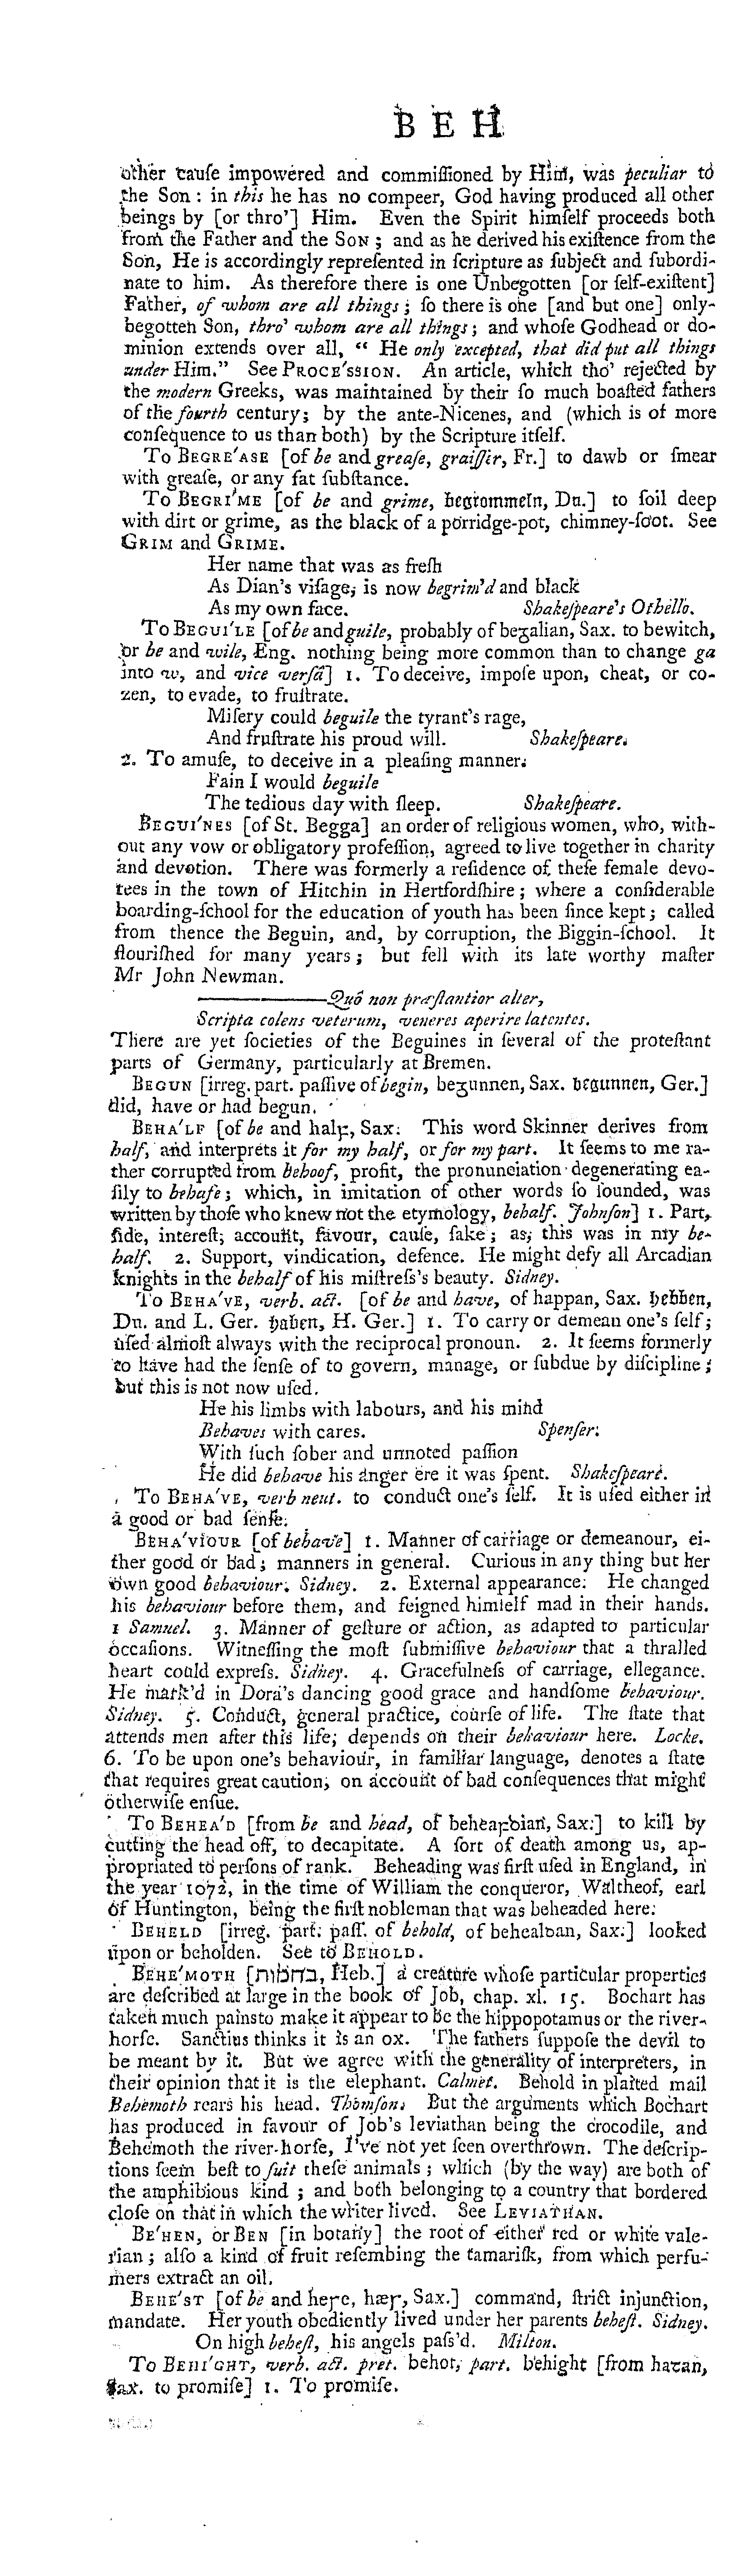 B E H
other cauſe impowered and commiſſioned by Him, was peculiar to
the Son: in this he has no compeer, God having produced all other
beings by [or thro'] Him. Even the Spirit himſelf proceeds both
from the Father and the SON; and as he derived his exiſtence from the
Son, He is accordingly repreſented in ſcripture as ſubject and ſubordi-
nate to him. As therefore there is one Unbegotten [or ſelf-exiſtent]
Father, of whom are all things; ſo there is one [and but one] only-
begotten Son, thro' whom are all things; and whoſe Godhead or do-
minion extends over all, “ He only excepted, that did put all things
under Him.” See PROCE'SSION. An article, which tho' rejected by
the modern Greeks, was maintained by their ſo much boaſted fathers
of the fourth century; by the ante-Nicenes, and (which is of more
conſequence to us than both) by the Scripture itſelf.
To BEGRE'ASE [of be and greaſe, graiſſer, Fr.] to dawb or ſmear
with greaſe, or any fat ſubſtance.
To BEGRI'ME [of be and grime, begrommeln, Du.] to ſoil deep
with dirt or grime, as the black of a porridge-pot, chimney-ſoot. See
GRIM and GRIME.
Her name that was as freſh
As Dian's viſage, is now begrim'd and black
As my own face. Shakeſpeare's Othello.
To BEGUI'LE [of be and guile, probably of beᵹalian, Sax. to bewitch,
or be and wile, Eng. nothing being more common than to change ga
into w, and vice verſâ] 1. To deceive, impoſe upon, cheat, or co-
zen, to evade, to fruſtrate.
Miſery could beguile the tyrant's rage,
And fruſtrate his proud will. Shakeſpeare.
2. To amuſe, to deceive in a pleaſing manner.
Fain I would beguile
The tedious day with ſleep. Shakeſpeare.
BEGUI'NES [of St. Begga] an order of religious women, who, with-
out any vow or obligatory profeſſion, agreed to live together in charity
and devotion. There was formerly a reſidence of theſe female devo-
tees in the town of Hitchin in Hertfordſhire; where a conſiderable
boarding-ſchool for the education of youth has been ſince kept; called
from thence the Beguin, and, by corruption, the Biggin-ſchool. It
flouriſhed for many years; but fell with its late worthy maſter
Mr John Newman.
————Quô non præſtantior alter,
Scripta colens veterum, veneres aperire latentes.
There are yet ſocieties of the Beguines in ſeveral of the proteſtant
parts of Germany, particularly at Bremen.
BEGUN [irreg. part. paſſive of begin, beᵹunnen, Sax. begunnen, Ger.]
did, have or had begun.
BEHA'LF [of be and halꝼ, Sax. This word Skinner derives from
half, and interprets it for my half, or for my part. It ſeems to me ra-
ther corrupted from behoof, profit, the pronunciation degenerating ea-
ſily to behafe; which, in imitation of other words ſo ſounded, was
written by thoſe who knew not the etymology, behalf. Johnſon] 1. Part,
ſide, intereſt, account, favour, cauſe, ſake; as, this was in my be-
half. 2. Support, vindication, defence. He might defy all Arcadian
knights in the behalf of his miſtreſs's beauty. Sidney.
To BEHA'VE, verb. act. [of be and have, of happan, Sax. hebben,
Du. and L. Ger. haben, H. Ger.] 1. To carry or demean one's ſelf;
uſed almoſt always with the reciprocal pronoun. 2. It ſeems formerly
to have had the ſenſe of to govern, manage, or ſubdue by diſcipline;
but this is not now uſed.
He his limbs with labours, and his mind
Behaves with cares. Spenſer.
With ſuch ſober and unnoted paſſion
He did behave his anger ere it was ſpent. Shakeſpeare.
To BEHA'VE, verb neut. to conduct one's ſelf. It is uſed either in
a good or bad ſenſe.
BEHA'VIOUR [of behave] 1. Manner of carriage or demeanour, ei-
ther good or bad; manners in general. Curious in any thing but her
own good behaviour. Sidney. 2. External appearance. He changed
his behaviour before them, and feigned himſelf mad in their hands.
1 Samuel. 3. Manner of geſture or action, as adapted to particular
occaſions. Witneſſing the moſt ſubmiſſive behaviour that a thralled
heart could expreſs. Sidney. 4. Gracefulneſs of carriage, ellegance.
He mark'd in Dora's dancing good grace and handſome behaviour.
Sidney. 5. Conduct, general practice, courſe of life. The ſtate that
attends men after this life, depends on their behaviour here. Locke.
6. To be upon one's behaviour, in familiar language, denotes a ſtate
that requires great caution, on account of bad conſequences that might
otherwiſe enſue.
To BEHEA'D [from be and head, of beheaꝼꝺian, Sax.] to kill by
cutting the head off, to decapitate. A ſort of death among us, ap-
propriated to perſons of rank. Beheading was firſt uſed in England, in
the year 1072, in the time of William the conqueror, Waltheof, earl
of Huntington, being the firſt nobleman that was beheaded here.
BEHELD [irreg. part. paſſ. of behold, of behealꝺan, Sax.] looked
upon or beholden. See to BEHOLD.
BEHE'MOTH [בהמות, Heb.] a creature whoſe particular properties
are deſcribed at large in the book of Job, chap. xl. 15. Bochart has
taken much pains to make it appear to be the hippopotamus or the river-
horſe. Sanctius thinks it is an ox. The fathers ſuppoſe the devil to
be meant by it. But we agree with the generality of interpreters, in
their opinion that it is the elephant. Calmet. Behold in plaited mail
Behemoth rears his head. Thomſon. But the arguments which Bochart
has produced in favour of Job's leviathan being the crocodile, and
Behemoth the river-horſe, I've not yet ſeen overthrown. The deſcrip-
tions ſeem beſt to ſuit theſe animals; which (by the way) are both of
the amphibious kind; and both belonging to a country that bordered
cloſe on that in which the writer lived. See LEVIATHAN.
BE'HEN, or BEN [in botany] the root of either red or white vale-
rian; alſo a kind of fruit reſembing the tamariſk, from which perfu-
mers extract an oil.
BEHE'ST [of be and heꞅe, hæꞅ, Sax.] command, ſtrict injunction,
mandate. Her youth obediently lived under her parents beheſt. Sidney.
On high beheſt, his angels paſs'd. Milton.
To BEHI'GHT, verb. act. pret. behot, part. behight [from hatan,
Sax. to promiſe] 1. To promiſe.